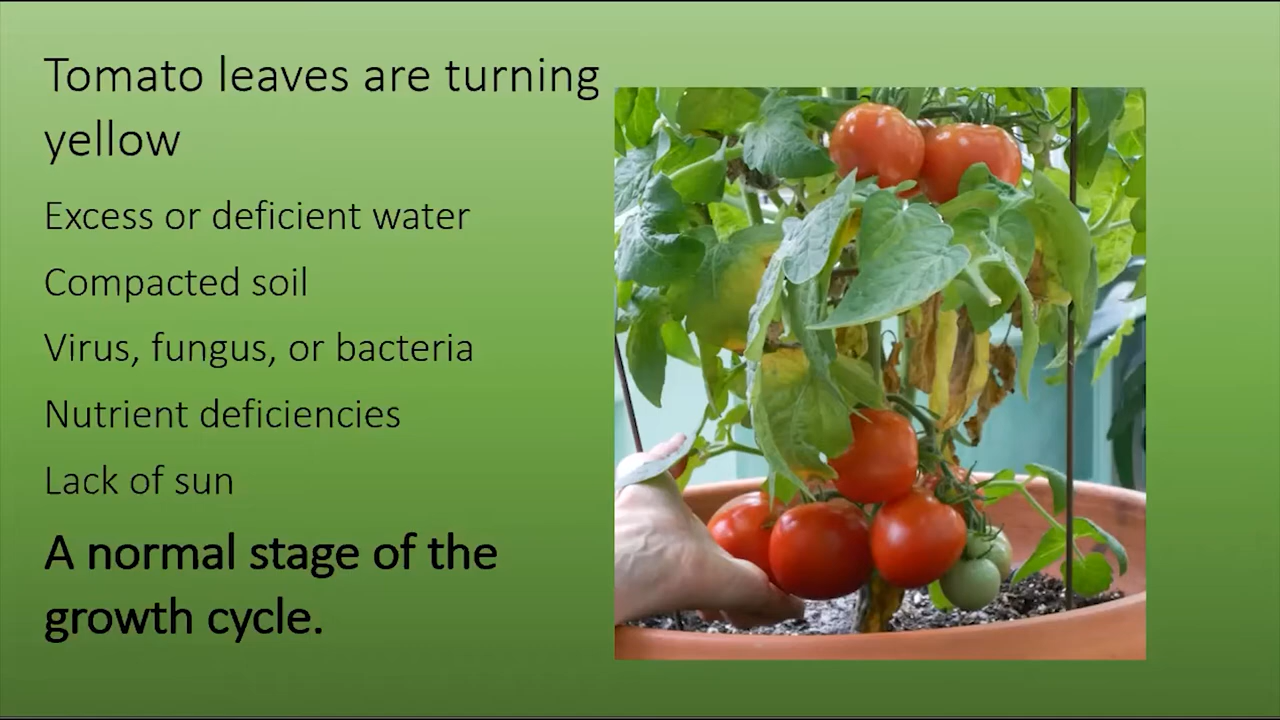 Tomato leaves are turning
yellow
Excess or deficient water
Compacted soil
Virus, fungus, or bacteria
Nutrient deficiencies
Lack of sun
A normal stage of the
growth cycle.